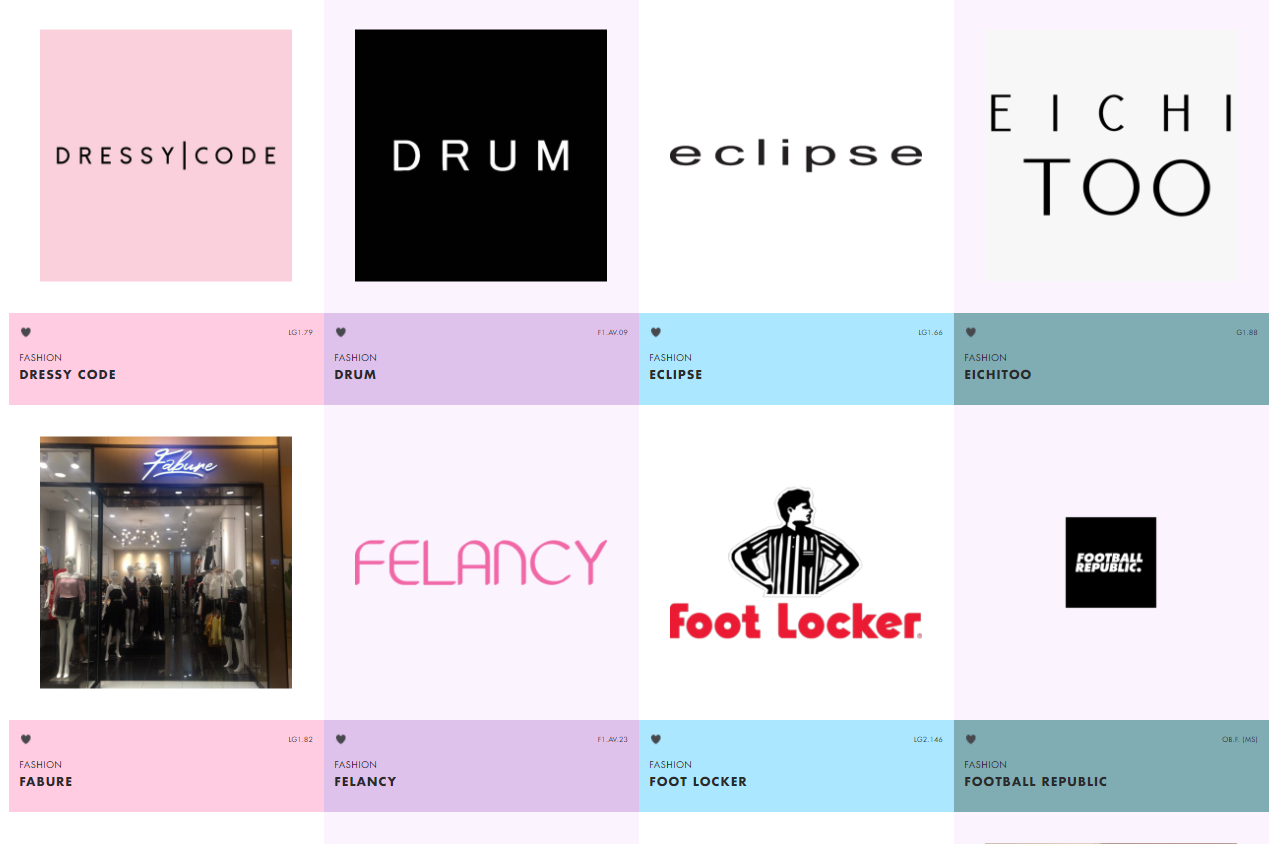 DRESSY|CODE
DRUM
eclipse
EICHI
TOO
LG1.79
FASHION
DRESSY CODE
F1.AV.09
FASHION
DRUM
LG1.66
FASHION
ECLIPSE
G1.88
FASHION
EICHITOO
Fabure
FELANCY
Foot Locker®
FOOTBALL
REPUBLIC.
LG1.82
FASHION
FABURE
F1.AV.23
FASHION
FELANCY
LG2.146
FASHION
FOOT LOCKER
OB.F. (MS)
FASHION
FOOTBALL REPUBLIC